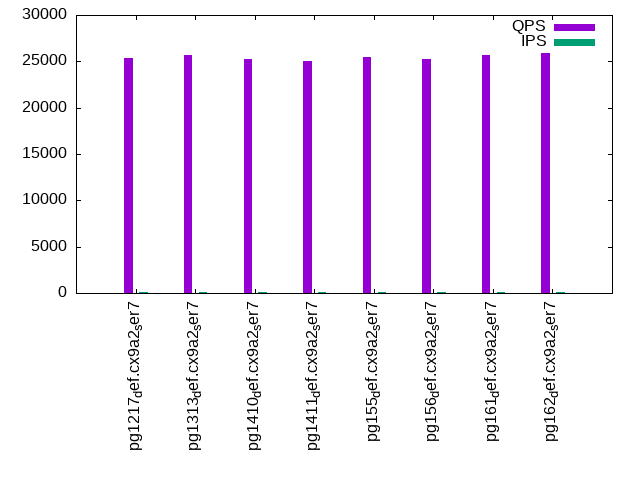 30000
25000
20000
15000
10000
5000
0
QPS
IPS
pg1217def.cx9a2ser7
pg1313def.cx9a2ser7
pg1410def.cx9a2ser7
pg1411def.cx9a2ser7
pg155def.cx9a2ser7
pg156def.cx9a2ser7
pg161def.cx9a2ser7
pg162def.cx9a2ser7